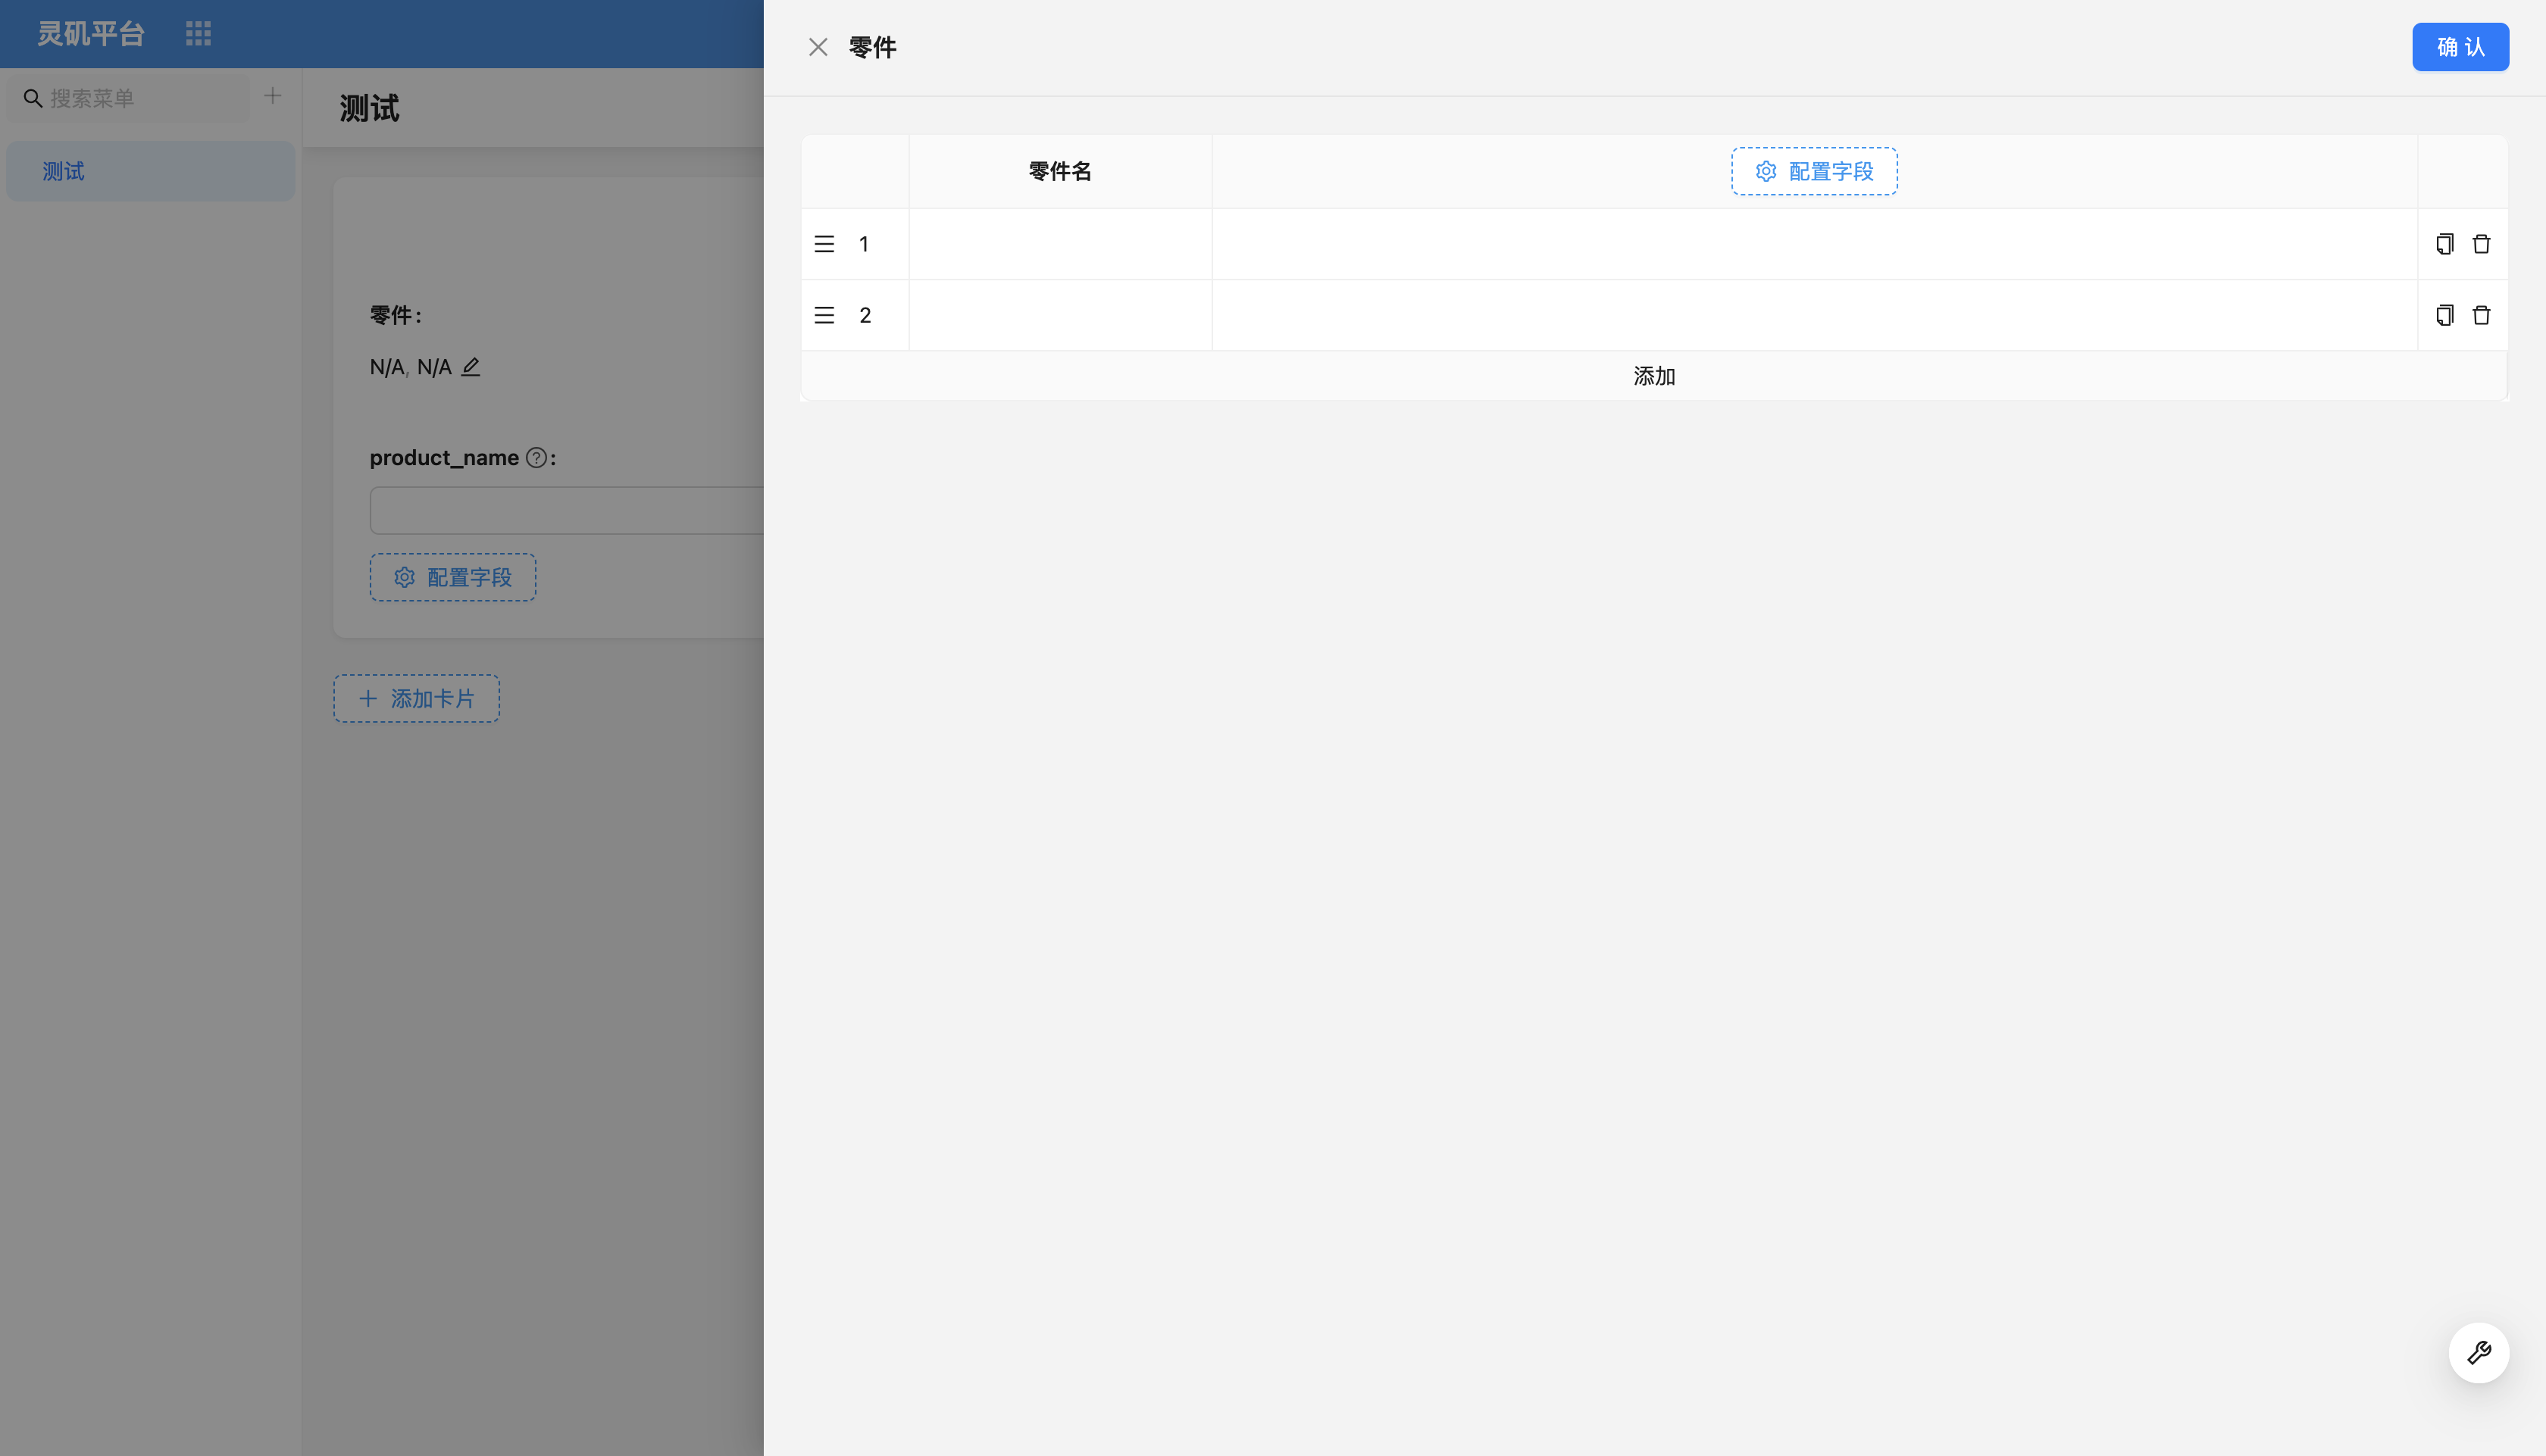 灵矶平台
搜索菜单
测试
测试
零件:
N/A, N/A
product_name ?:
配置字段
添加卡片
零件
确认
零件名
配置字段
1
2
添加